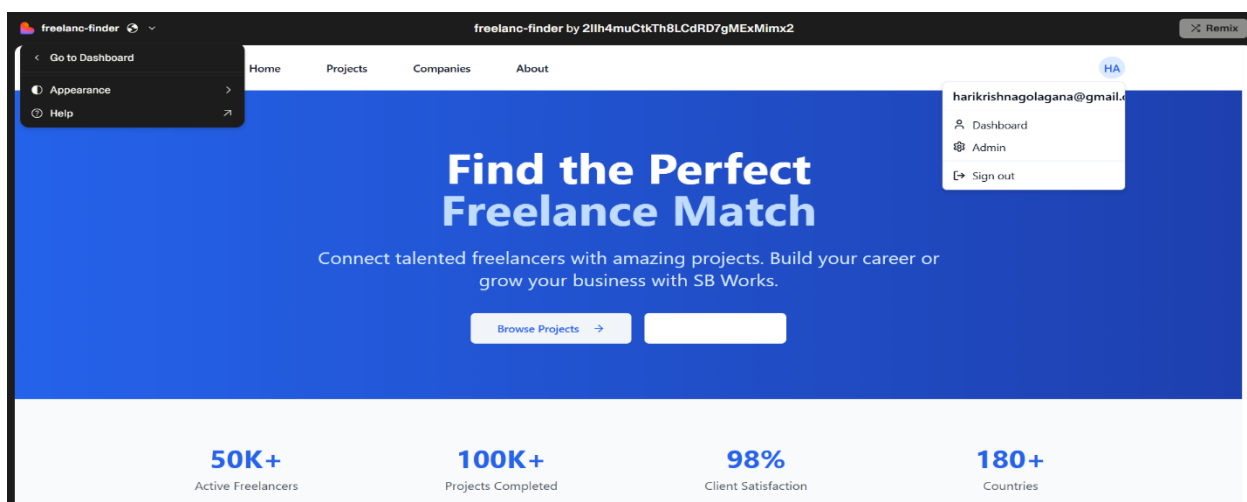 freelanc-finder
freelanc-finder by 2IIh4muCtkTh8LCdRD7gMExMimx2
Remix
Go to Dashboard
Appearance
Help
Home Projects Companies About
HA
harikrishnagolagana@gmail.c
Dashboard
Admin
Sign out
Find the Perfect
Freelance Match
Connect talented freelancers with amazing projects. Build your career or
grow your business with SB Works.
Browse Projects →
50K+ 100K+ 98% 180+
Active Freelancers Projects Completed Client Satisfaction Countries